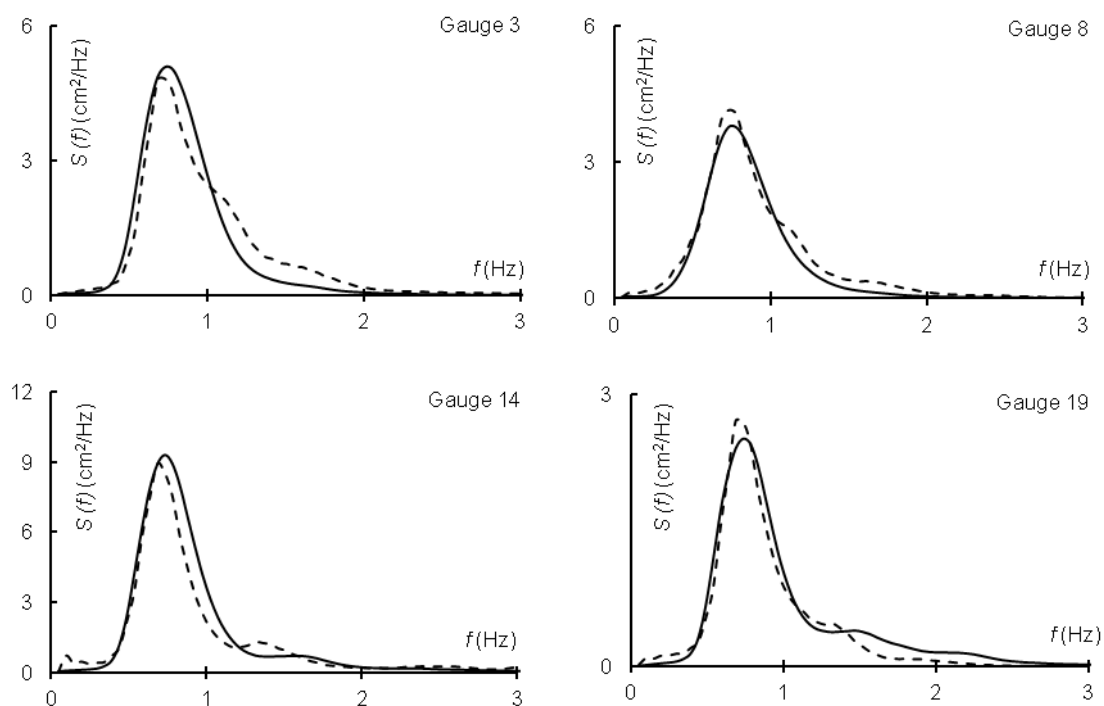 Gauge 3
6
3
0
S (f) (cm²/Hz)
f (Hz)
0 1 2 3
Gauge 8
6
3
0
S (f) (cm²/Hz)
f (Hz)
0 1 2 3
Gauge 14
12
9
6
3
0
S (f) (cm²/Hz)
f (Hz)
0 1 2 3
Gauge 19
3
0
S (f) (cm²/Hz)
f (Hz)
0 1 2 3